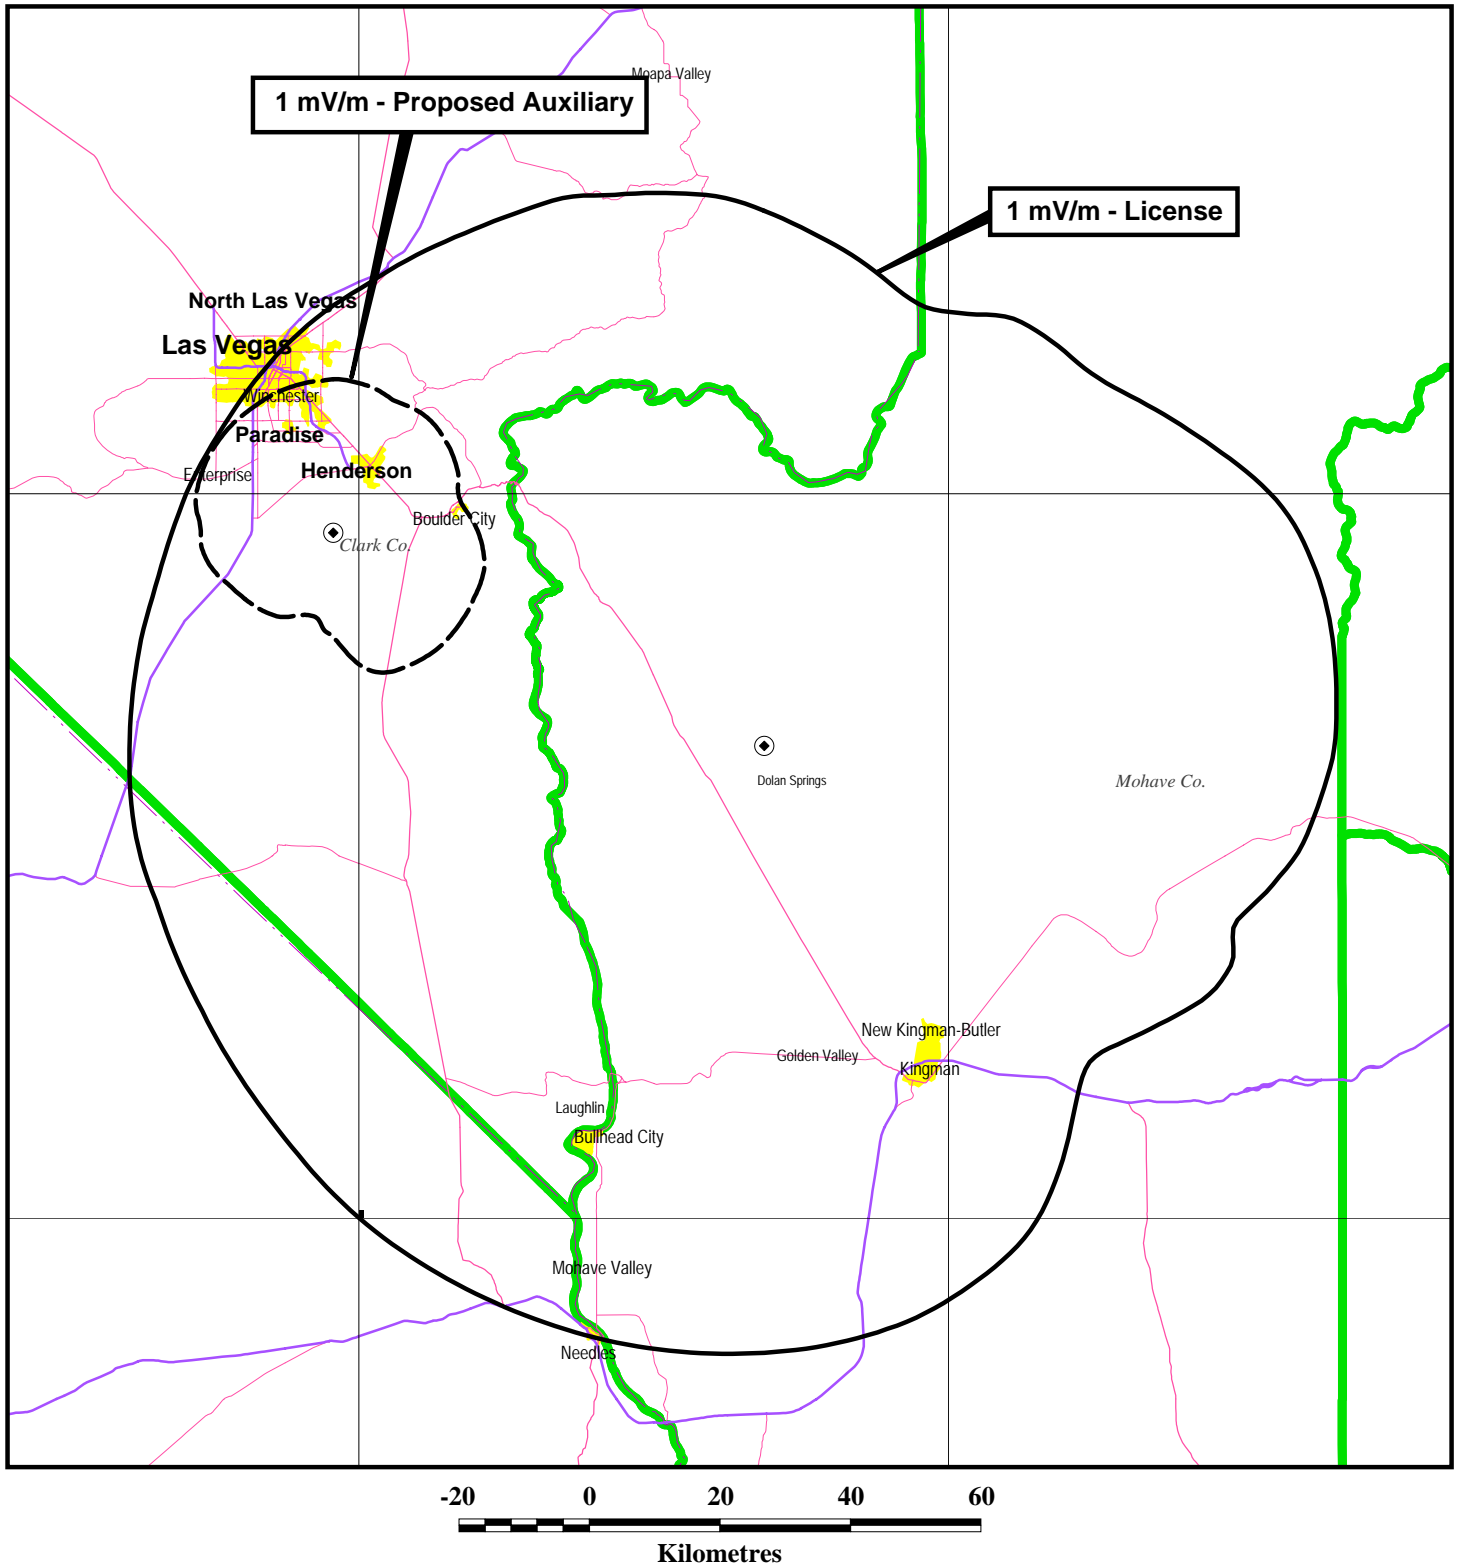 Moapa Valley
1 mV/m - Proposed Auxiliary
1 mV/m - License
North Las Vegas
Las Vegas
Winchester
Paradise
Henderson
Enterprise
Boulder City
Clark Co.
Dolan Springs
Mohave Co.
New Kingman-Butler
Golden Valley
Kingman
Laughlin
Bullhead City
Mohave Valley
Needles
-20 0 20 40 60
Kilometres